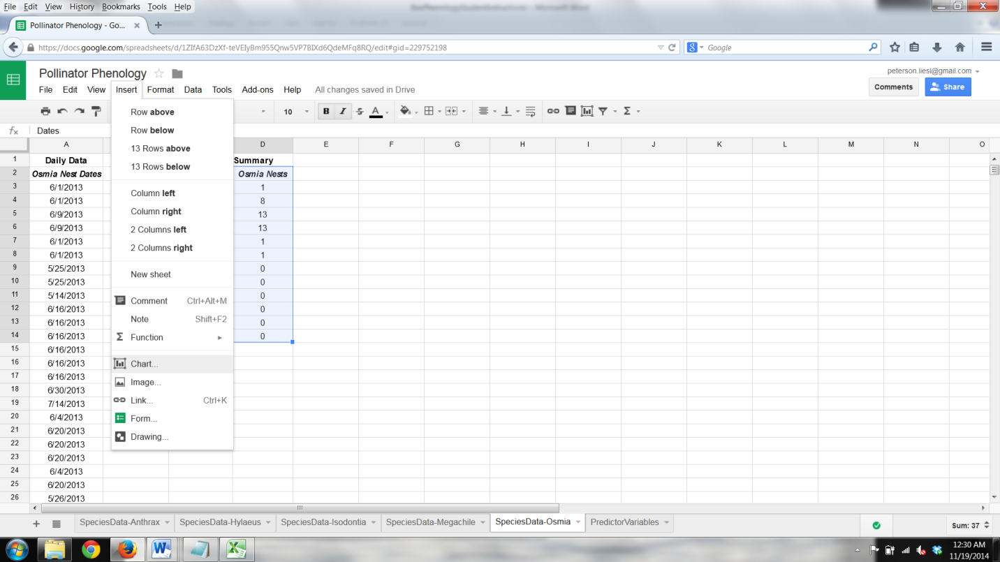 File Edit View History Bookmarks Tools Help
Pollinator Phenology - Go... × +
https://docs.google.com/spreadsheets/d/1ZIfA63DzXf-teVEIyBm955Qnw5VP7BIXd6QdeMFq8RQ/edit#gid=229752198
8 Google
Pollinator Phenology
peterson.liesl@gmail.com
File Edit View Insert Format Data Tools Add-ons Help All changes saved in Drive
Comments Share
10 B I S A Σ
fx Dates
A D E F G H I J K L M N O
1 Daily Data Summary
2 Osmia Nest Dates Osmia Nests
3 6/1/2013 1
4 6/1/2013 8
5 6/9/2013 13
6 6/9/2013 13
7 6/1/2013 1
8 6/1/2013 1
9 5/25/2013 0
10 5/25/2013 0
11 5/14/2013 0
12 6/16/2013 0
13 6/16/2013 0
14 6/16/2013 0
15 6/16/2013
16 6/16/2013
17 6/16/2013
18 6/30/2013
19 7/14/2013
20 6/4/2013
21 6/20/2013
22 6/20/2013
23 6/20/2013
24 6/4/2013
25 6/20/2013
26 5/26/2013
Row above
Row below
13 Rows above
13 Rows below
Column left
Column right
2 Columns left
2 Columns right
New sheet
Comment Ctrl+Alt+M
Note Shift+F2
Σ Function
Chart...
Image...
Link... Ctrl+K
Form...
Drawing...
+ SpeciesData-Anthrax SpeciesData-Hylaeus SpeciesData-Isodontia SpeciesData-Megachile SpeciesData-Osmia PredictorVariables
Sum: 37
12:30 AM
11/19/2014